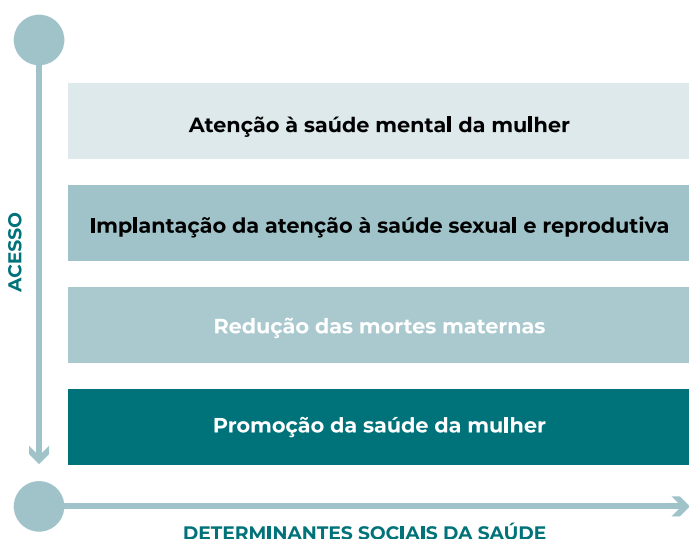 Atenção à saúde mental da mulher
Implantação da atenção à saúde sexual e reprodutiva
ACESSO
Redução das mortes maternas
Promoção da saúde da mulher
DETERMINANTES SOCIAIS DA SAÚDE